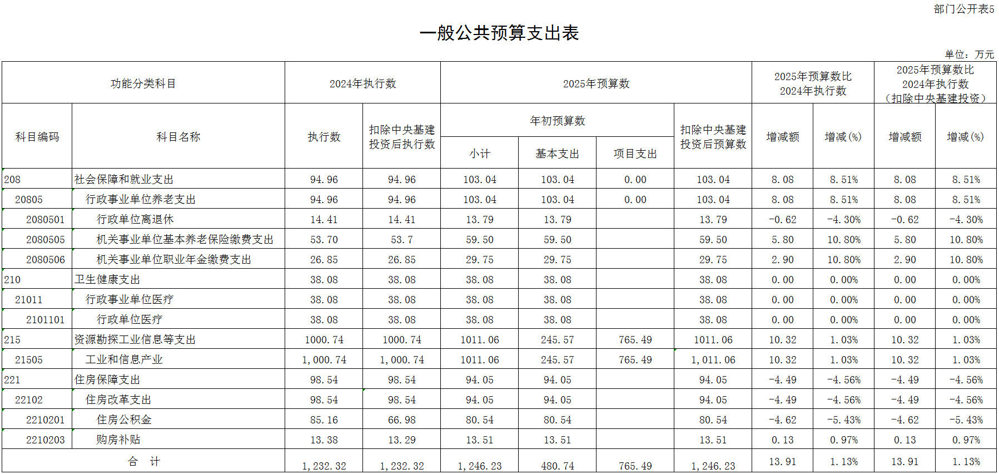 部门公开表5
一般公共预算支出表
单位：万元
功能分类科目 2024年执行数 2025年预算数 2025年预算数比 2024年执行数 2025年预算数比 2024年执行数 （扣除中央基建投资）
科目编码 科目名称 执行数 扣除中央基建投资后执行数 年初预算数 扣除中央基建投资后预算数 增减额 增减(%) 增减额 增减(%)
小计 基本支出 项目支出
208 社会保障和就业支出 94.96 94.96 103.04 103.04 0.00 103.04 8.08 8.51% 8.08 8.51%
20805 行政事业单位养老支出 94.96 94.96 103.04 103.04 0.00 103.04 8.08 8.51% 8.08 8.51%
2080501 行政单位离退休 14.41 14.41 13.79 13.79 13.79 -0.62 -4.30% -0.62 -4.30%
2080505 机关事业单位基本养老保险缴费支出 53.70 53.7 59.50 59.50 59.50 5.80 10.80% 5.80 10.80%
2080506 机关事业单位职业年金缴费支出 26.85 26.85 29.75 29.75 29.75 2.90 10.80% 2.90 10.80%
210 卫生健康支出 38.08 38.08 38.08 38.08 38.08 0.00 0.00% 0.00 0.00%
21011 行政事业单位医疗 38.08 38.08 38.08 38.08 38.08 0.00 0.00% 0.00 0.00%
2101101 行政单位医疗 38.08 38.08 38.08 38.08 38.08 0.00 0.00% 0.00 0.00%
215 资源勘探工业信息等支出 1000.74 1000.74 1011.06 245.57 765.49 1011.06 10.32 1.03% 10.32 1.03%
21505 工业和信息产业 1,000.74 1,000.74 1011.06 245.57 765.49 1,011.06 10.32 1.03% 10.32 1.03%
221 住房保障支出 98.54 98.54 94.05 94.05 94.05 -4.49 -4.56% -4.49 -4.56%
22102 住房改革支出 98.54 98.54 94.05 94.05 94.05 -4.49 -4.56% -4.49 -4.56%
2210201 住房公积金 85.16 66.98 80.54 80.54 80.54 -4.62 -5.43% -4.62 -5.43%
2210203 购房补贴 13.38 13.29 13.51 13.51 13.51 0.13 0.97% 0.13 0.97%
合 计 1,232.32 1,232.32 1,246.23 480.74 765.49 1,246.23 13.91 1.13% 13.91 1.13%